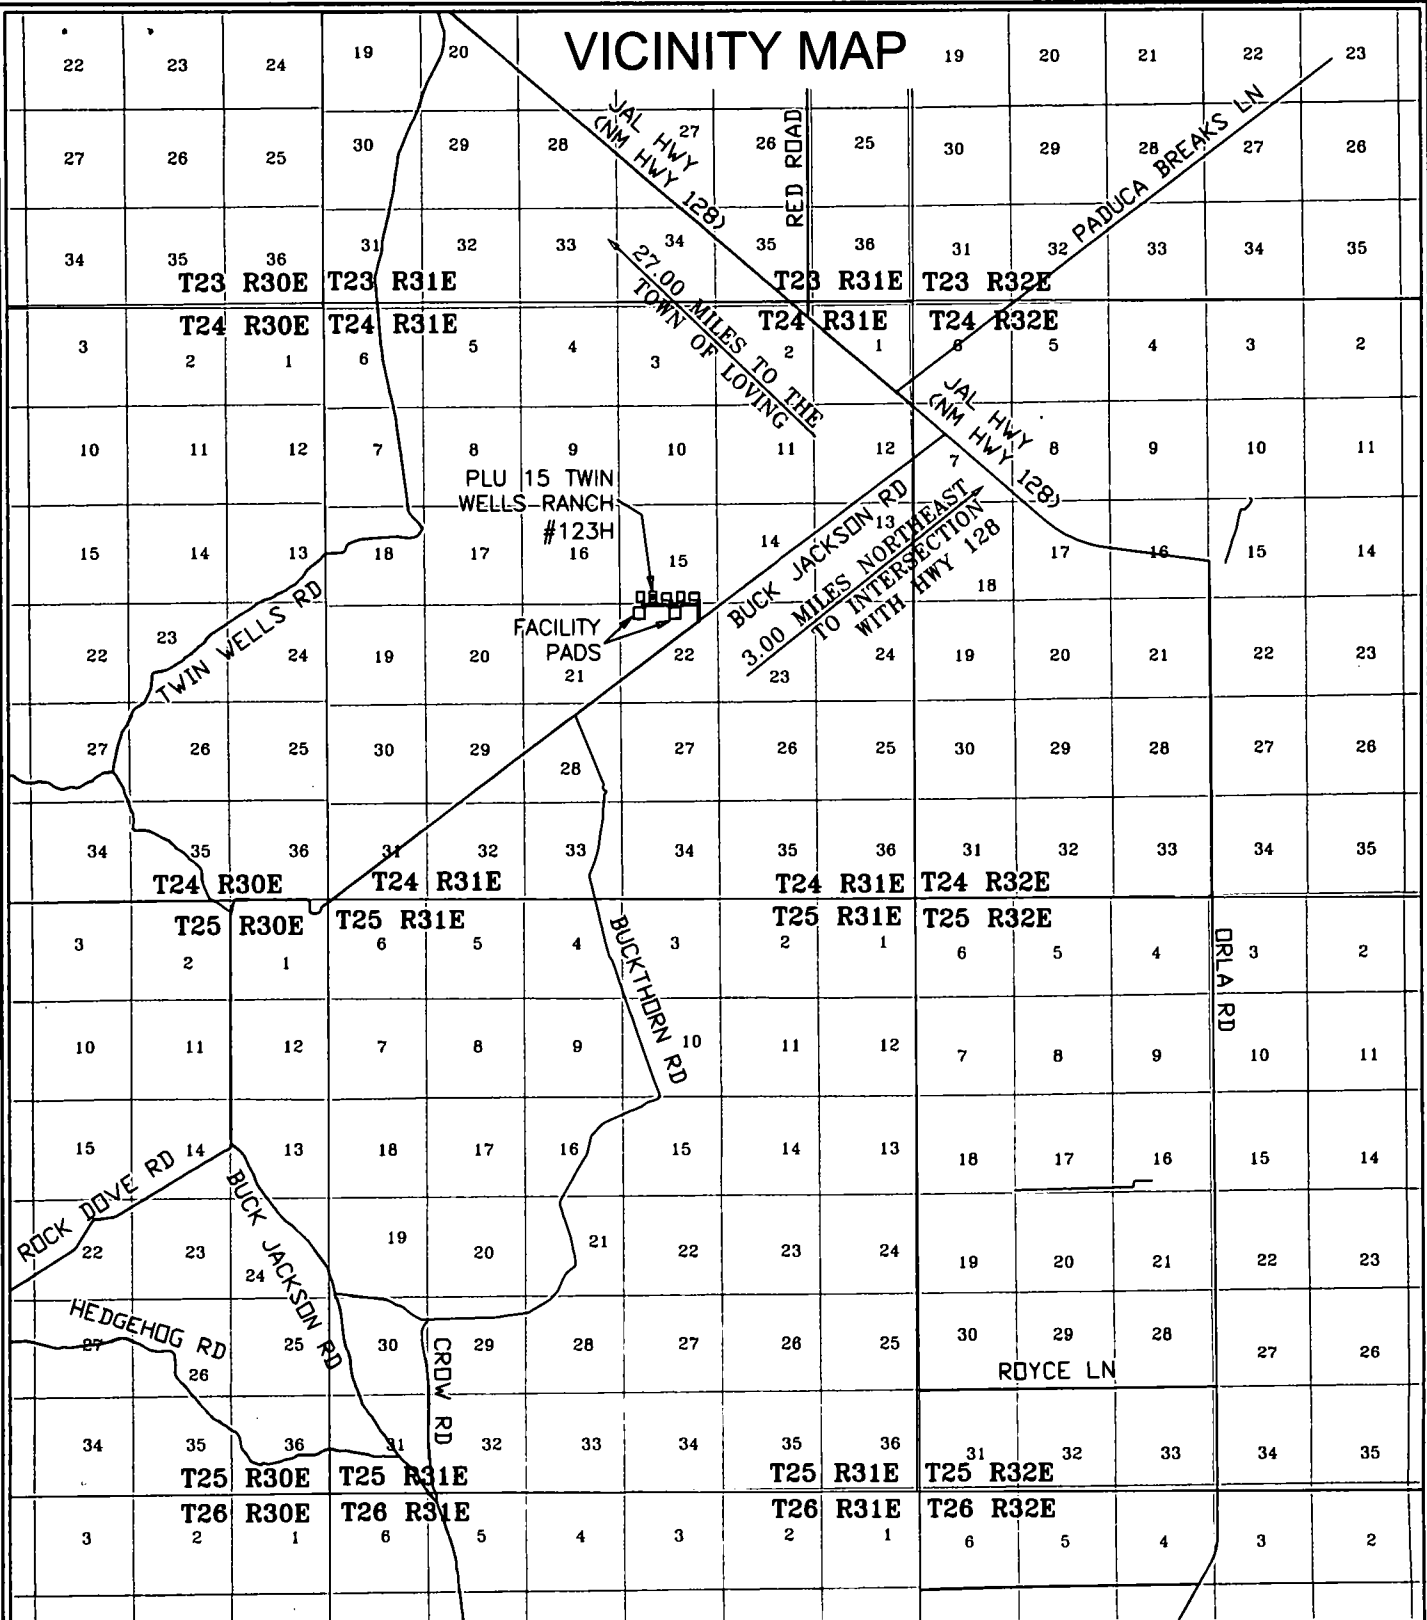 VICINITY MAP
22 23 24 19 20 19 20 21 22 23
JAL HWY
(NM HWY 128)
RED ROAD
PADUCA BREAKS LN
27 26 25 30 29 28 27 26 25 30 29 28 27 26
34 35 36 31 32 33 34 35 36 31 32 33 34 35
T23 R30E T23 R31E T23 R31E T23 R32E
27.00 MILES TO THE
TOWN OF LOVING
T24 R30E T24 R31E T24 R31E T24 R32E
3 2 1 6 5 4 3 2 1 6 5 4 3 2
JAL HWY
(NM HWY 128)
10 11 12 7 8 9 10 11 12 7 8 9 10 11
PLU 15 TWIN
WELLS RANCH
#123H
15 14 13 18 17 16 15 14 13 18 17 16 15 14
BUCK JACKSON RD
3.00 MILES NORTHEAST
TO INTERSECTION
WITH HWY 128
TWIN WELLS RD
FACILITY
PADS
22 23 24 19 20 21 22 23 24 19 20 21 22 23
27 26 25 30 29 28 27 26 25 30 29 28 27 26
34 35 36 31 32 33 34 35 36 31 32 33 34 35
T24 R30E T24 R31E T24 R31E T24 R32E
T25 R30E T25 R31E T25 R31E T25 R32E
3 2 1 6 5 4 3 2 1 6 5 4 3 2
BUCKTHORN RD
ORLA RD
10 11 12 7 8 9 10 11 12 7 8 9 10 11
15 14 13 18 17 16 15 14 13 18 17 16 15 14
ROCK DOVE RD
BUCK JACKSON RD
22 23 24 19 20 21 22 23 24 19 20 21 22 23
HEDGEHOG RD
27 26 25 30 29 28 27 26 25 30 29 28 27 26
CROW RD
ROYCE LN
34 35 36 31 32 33 34 35 36 31 32 33 34 35
T25 R30E T25 R31E T25 R31E T25 R32E
T26 R30E T26 R31E T26 R31E T26 R32E
3 2 1 6 5 4 3 2 1 6 5 4 3 2